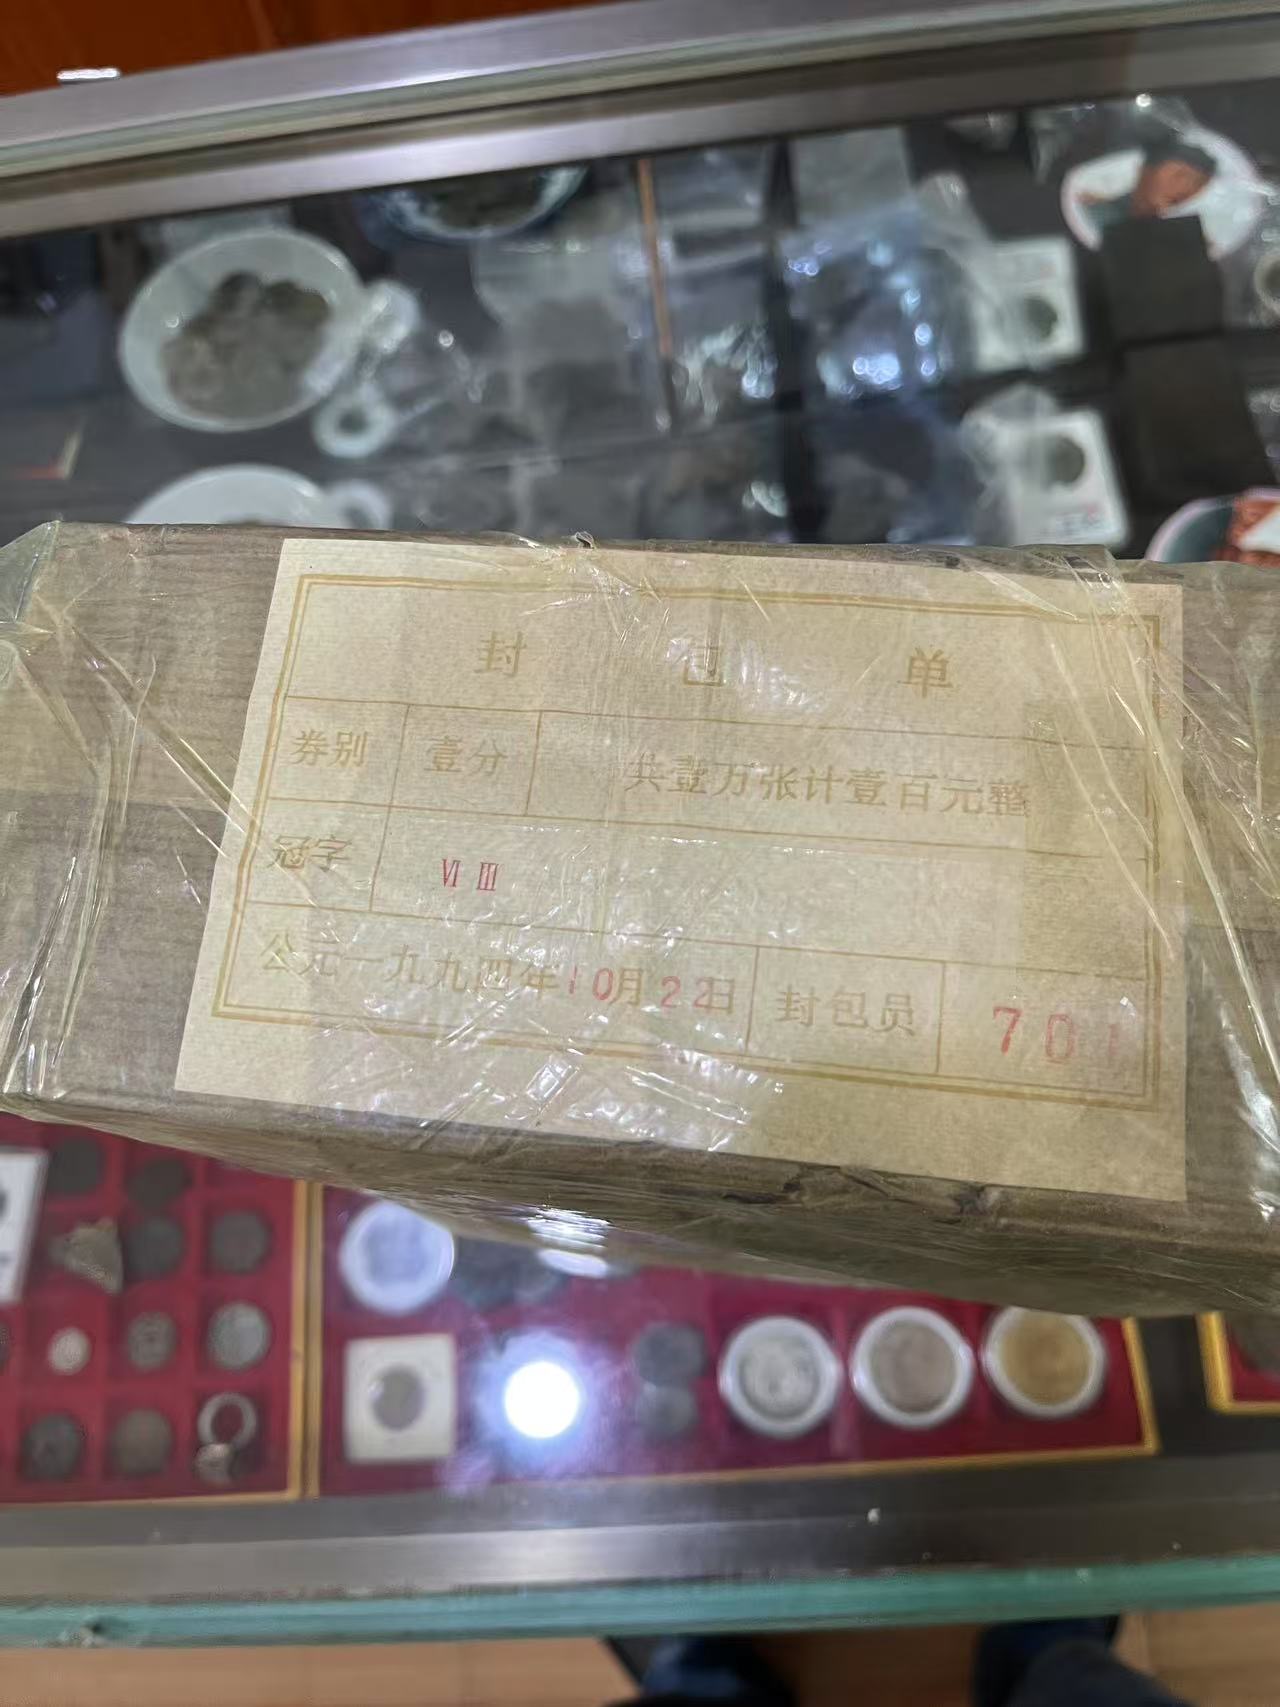 封包单
券别 壹分 共壹万张计壹百元整
冠字 Ⅵ Ⅲ
公元一九九四年10月22日 封包员 701